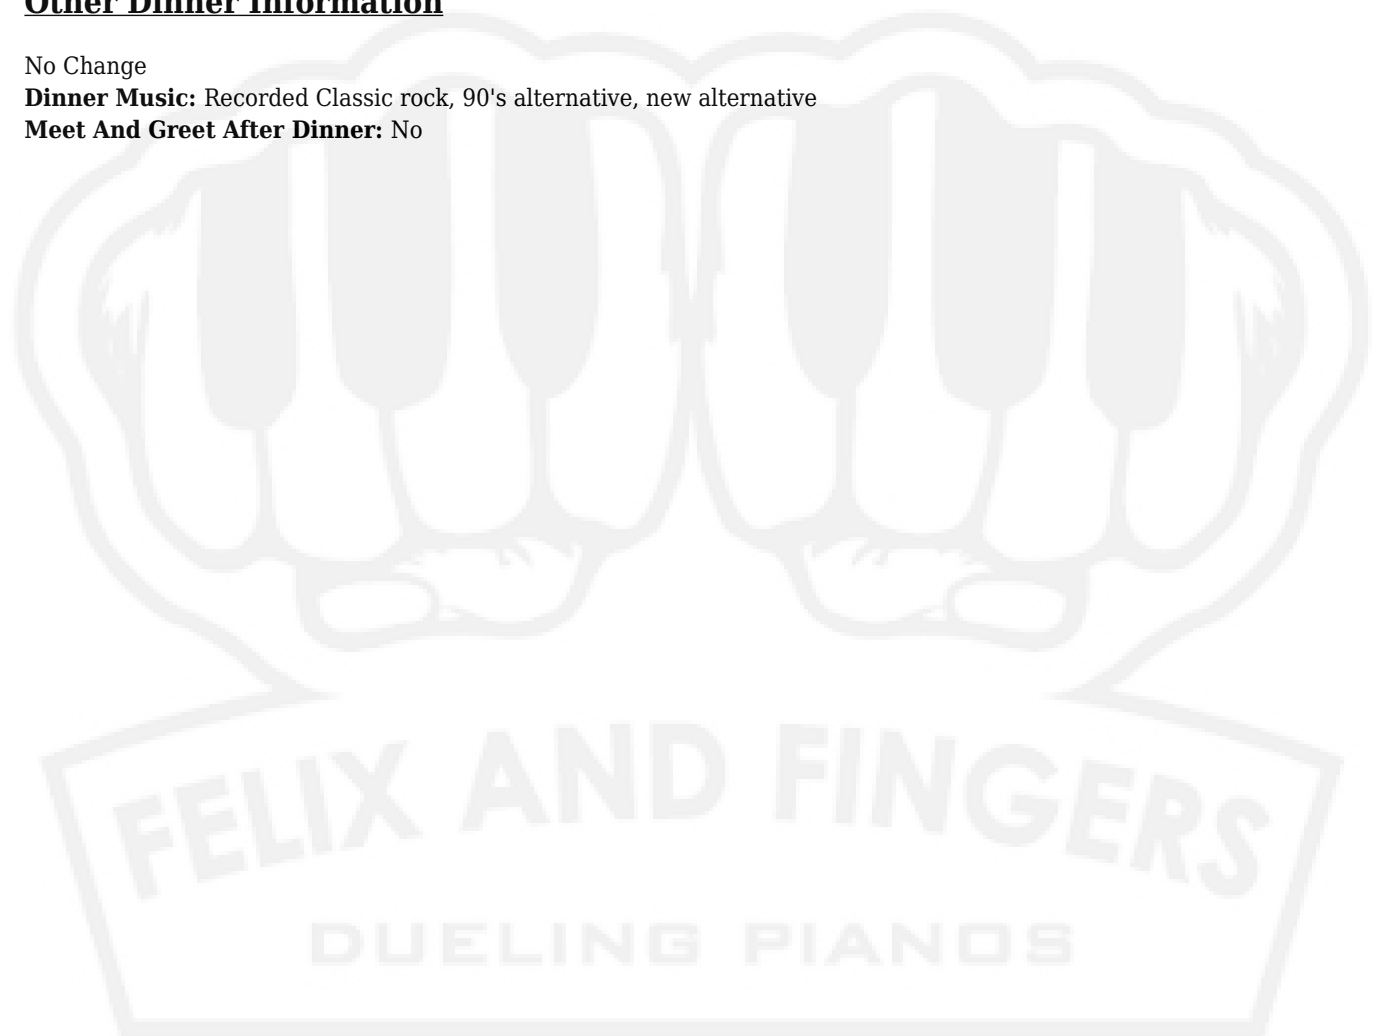 Other Dinner Information
No Change
Dinner Music: Recorded Classic rock, 90's alternative, new alternative
Meet And Greet After Dinner: No
FELIX AND FINGERS
DUELING PIANOS